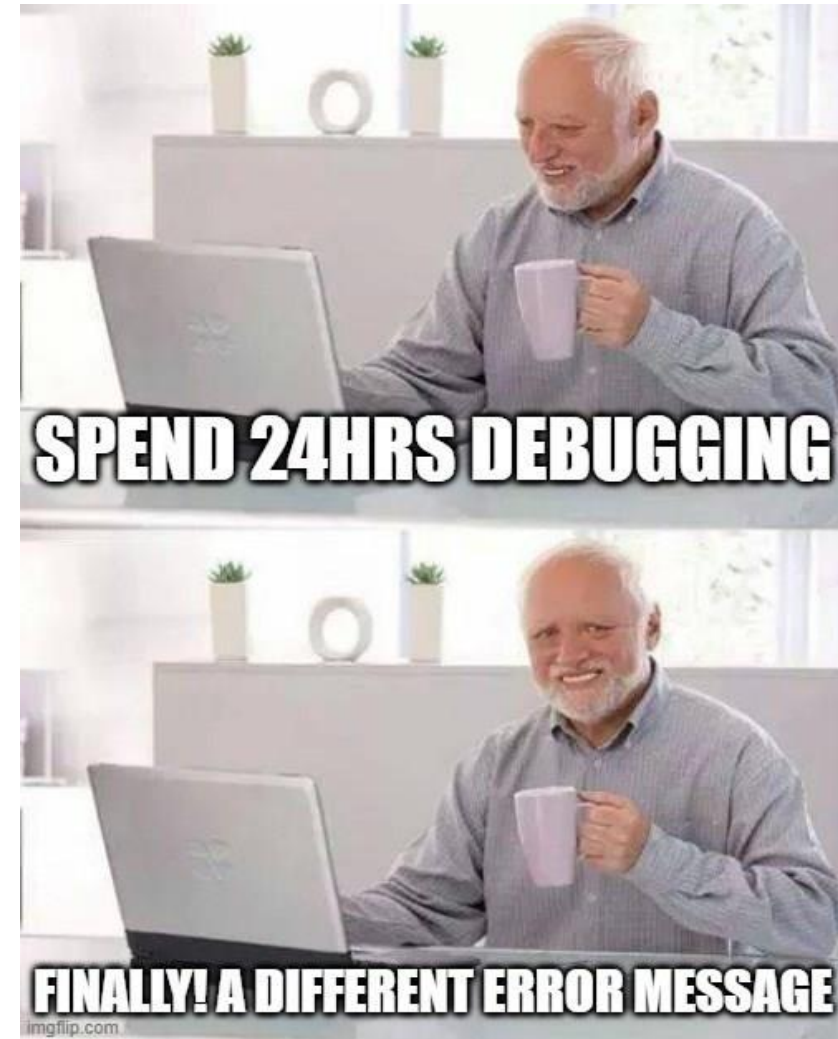 SPEND 24HRS DEBUGGING
FINALLY! A DIFFERENT ERROR MESSAGE
imgflip.com